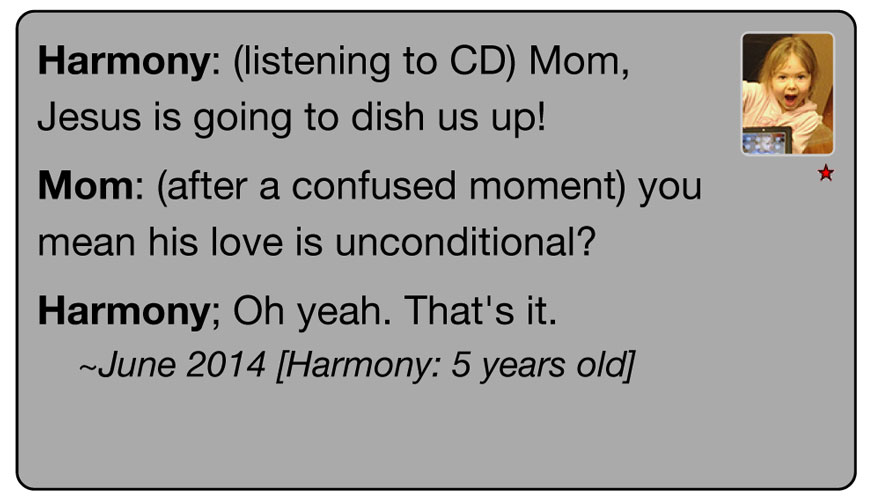 Harmony: (listening to CD) Mom,
Jesus is going to dish us up!
Mom: (after a confused moment) you
mean his love is unconditional?
Harmony; Oh yeah. That's it.
~June 2014 [Harmony: 5 years old]